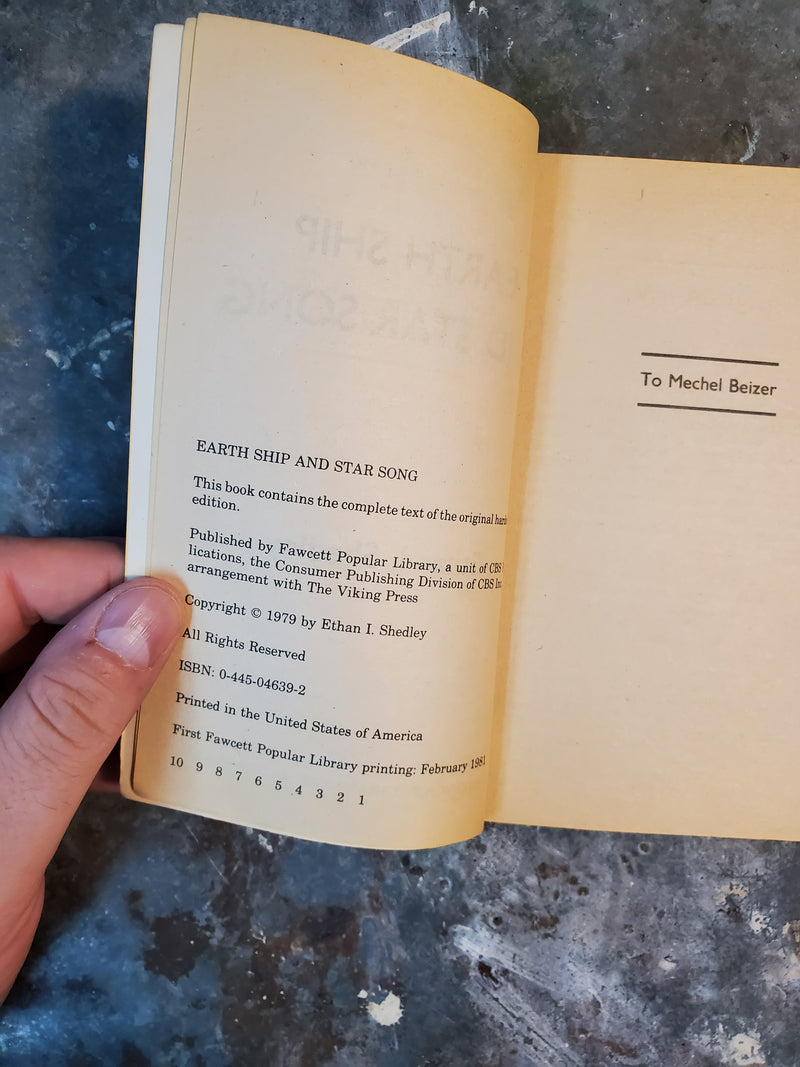 EARTH SHIP AND STAR SONG
This book contains the complete text of the original
edition.
Published by Fawcett Popular Library, a unit of CBS
lications, the Consumer Publishing Division of CBS Inc
arrangement with The Viking Press
Copyright © 1979 by Ethan I. Shedley
All Rights Reserved
ISBN: 0-445-04639-2
Printed in the United States of America
First Fawcett Popular Library printing: February 1981
10 9 8 7 6 5 4 3 2 1
To Mechel Beizer